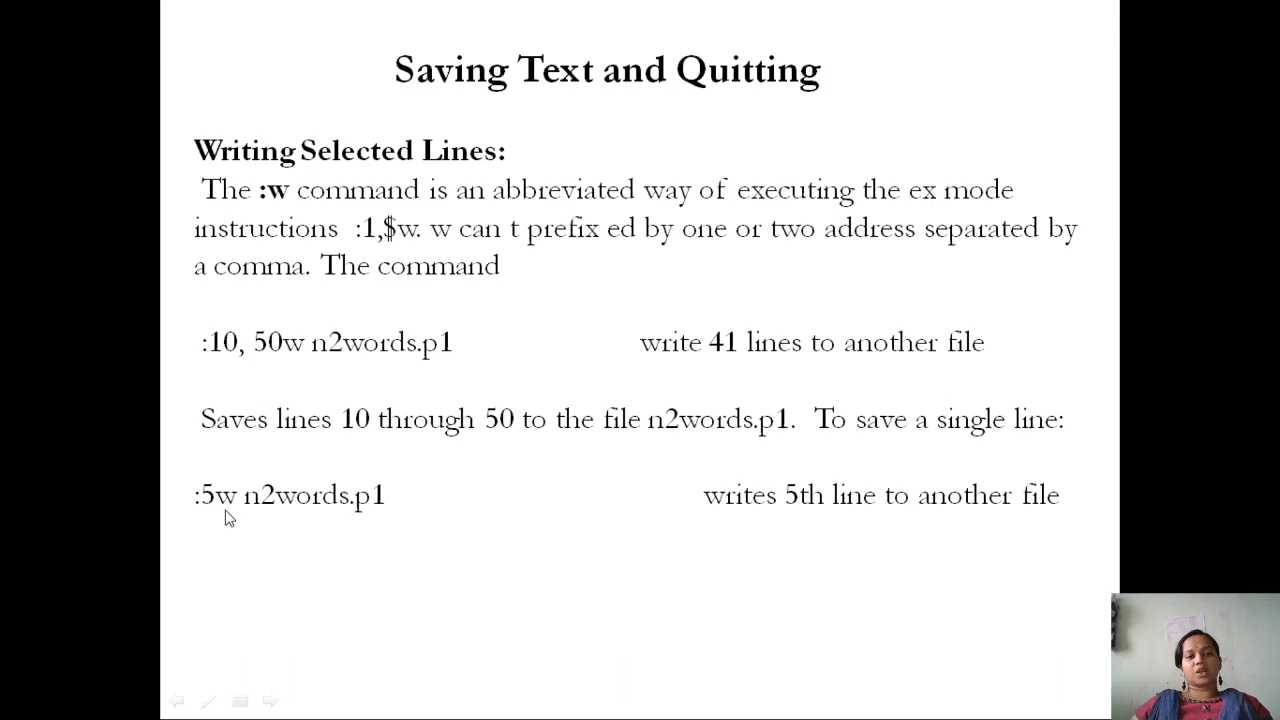 Saving Text and Quitting
Writing Selected Lines:
The :w command is an abbreviated way of executing the ex mode
instructions :1,$w. w can t prefix ed by one or two address separated by
a comma. The command
:10, 50w n2words.p1 write 41 lines to another file
Saves lines 10 through 50 to the file n2words.p1. To save a single line:
:5w n2words.p1 writes 5th line to another file